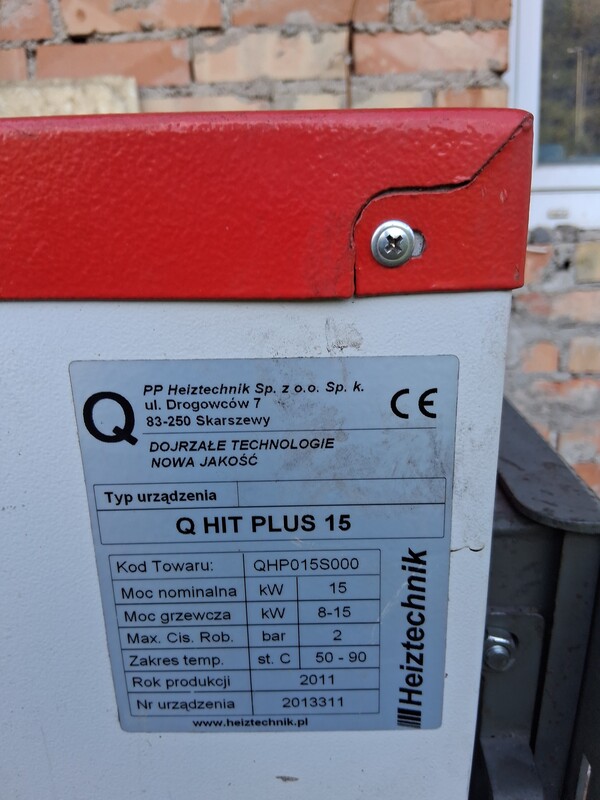 Q
PP Heiztechnik Sp. z o.o. Sp. k.
ul. Drogowców 7
83-250 Skarszewy
CE
DOJRZAŁE TECHNOLOGIE
NOWA JAKOŚĆ
Typ urządzenia
Q HIT PLUS 15
Kod Towaru: QHP015S000
Moc nominalna kW 15
Moc grzewcza kW 8-15
Max. Cis. Rob. bar 2
Zakres temp. st. C 50 - 90
Rok produkcji 2011
Nr urządzenia 2013311
www.heiztechnik.pl
Heiztechnik